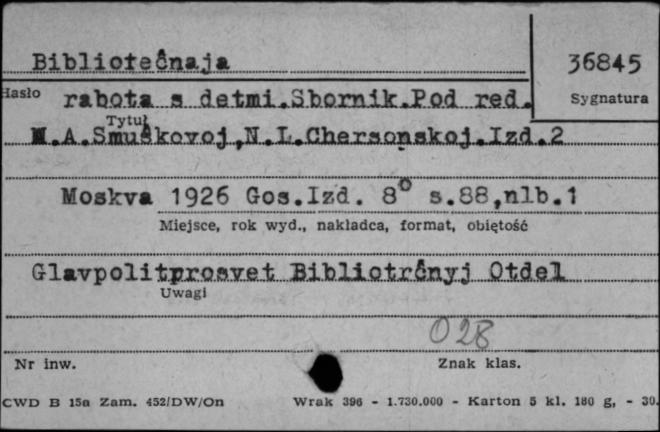 Bibliotečnaja 36845
Hasło rabota s detmi.Sbornik.Pod red. Sygnatura
Tytuł
M.A.Smuškovoj,N.L.Chersonskoj.Izd.2
Moskva 1926 Gos.Izd. 8° s.88,nlb.1
Miejsce, rok wyd., nakładca, format, objętość
Glavpolitprosvet Bibliotrčnyj Otdel
Uwagi
028
Nr inw. Znak klas.
CWD B 15a Zam. 452/DW/On Wrak 396 - 1.730.000 - Karton 5 kl. 180 g, - 30.